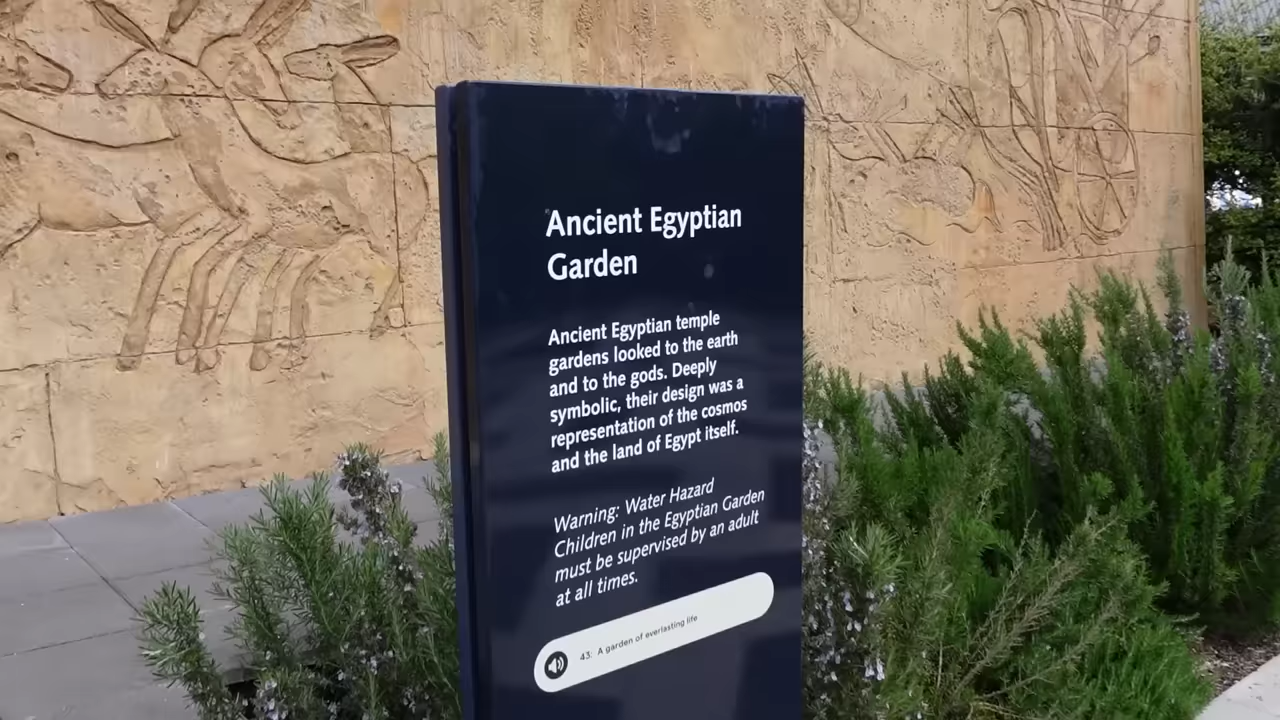 Ancient Egyptian
Garden
Ancient Egyptian temple
gardens looked to the earth
and to the gods. Deeply
symbolic, their design was a
representation of the cosmos
and the land of Egypt itself.
Warning: Water Hazard
Children in the Egyptian Garden
must be supervised by an adult
at all times.
43: A garden of everlasting life